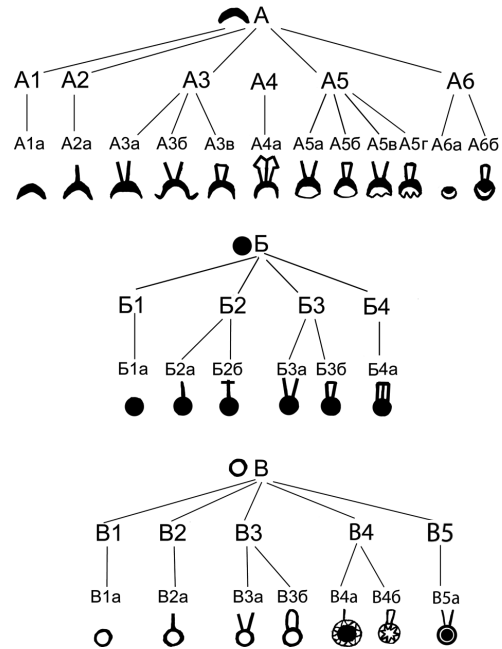 А
А1 А2 А3 А4 А5 А6
А1а А2а А3а А3б А3в А4а А5а А5б А5в А5г А6а А6б
Б
Б1 Б2 Б3 Б4
Б1а Б2а Б2б Б3а Б3б Б4а
В
В1 В2 В3 В4 В5
В1а В2а В3а В3б В4а В4б В5а